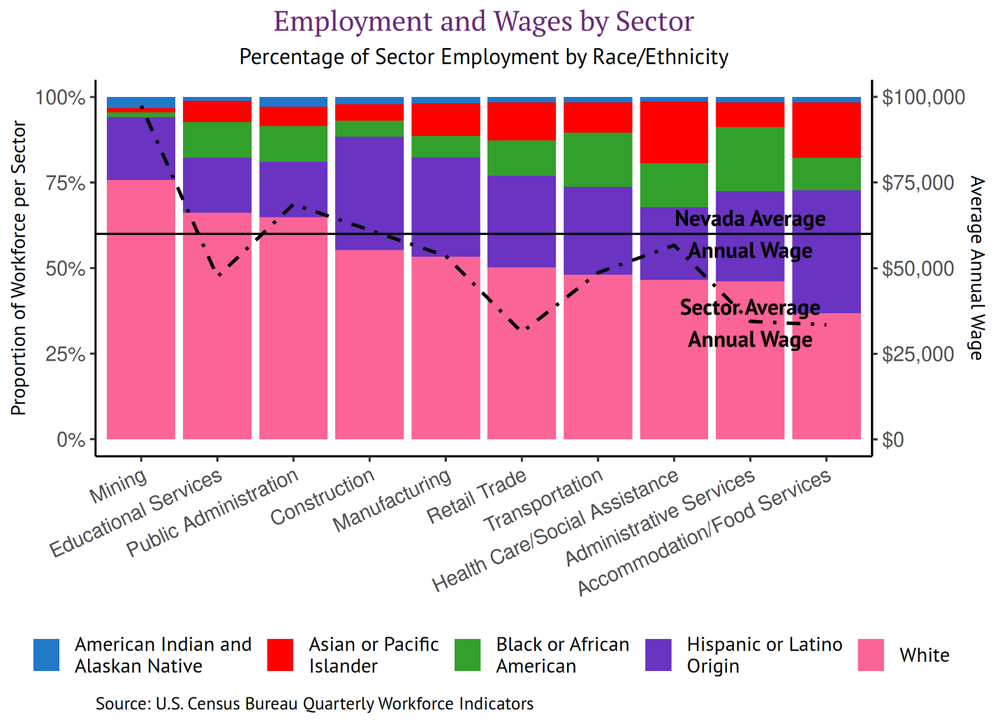 Employment and Wages by Sector
Percentage of Sector Employment by Race/Ethnicity
Proportion of Workforce per Sector
100%
75%
50%
25%
0%
$100,000
$75,000
$50,000
$25,000
$0
Average Annual Wage
Nevada Average
Annual Wage
Sector Average
Annual Wage
Mining
Educational Services
Public Administration
Construction
Manufacturing
Retail Trade
Transportation
Health Care/Social Assistance
Administrative Services
Accommodation/Food Services
American Indian and
Alaskan Native
Asian or Pacific
Islander
Black or African
American
Hispanic or Latino
Origin
White
Source: U.S. Census Bureau Quarterly Workforce Indicators